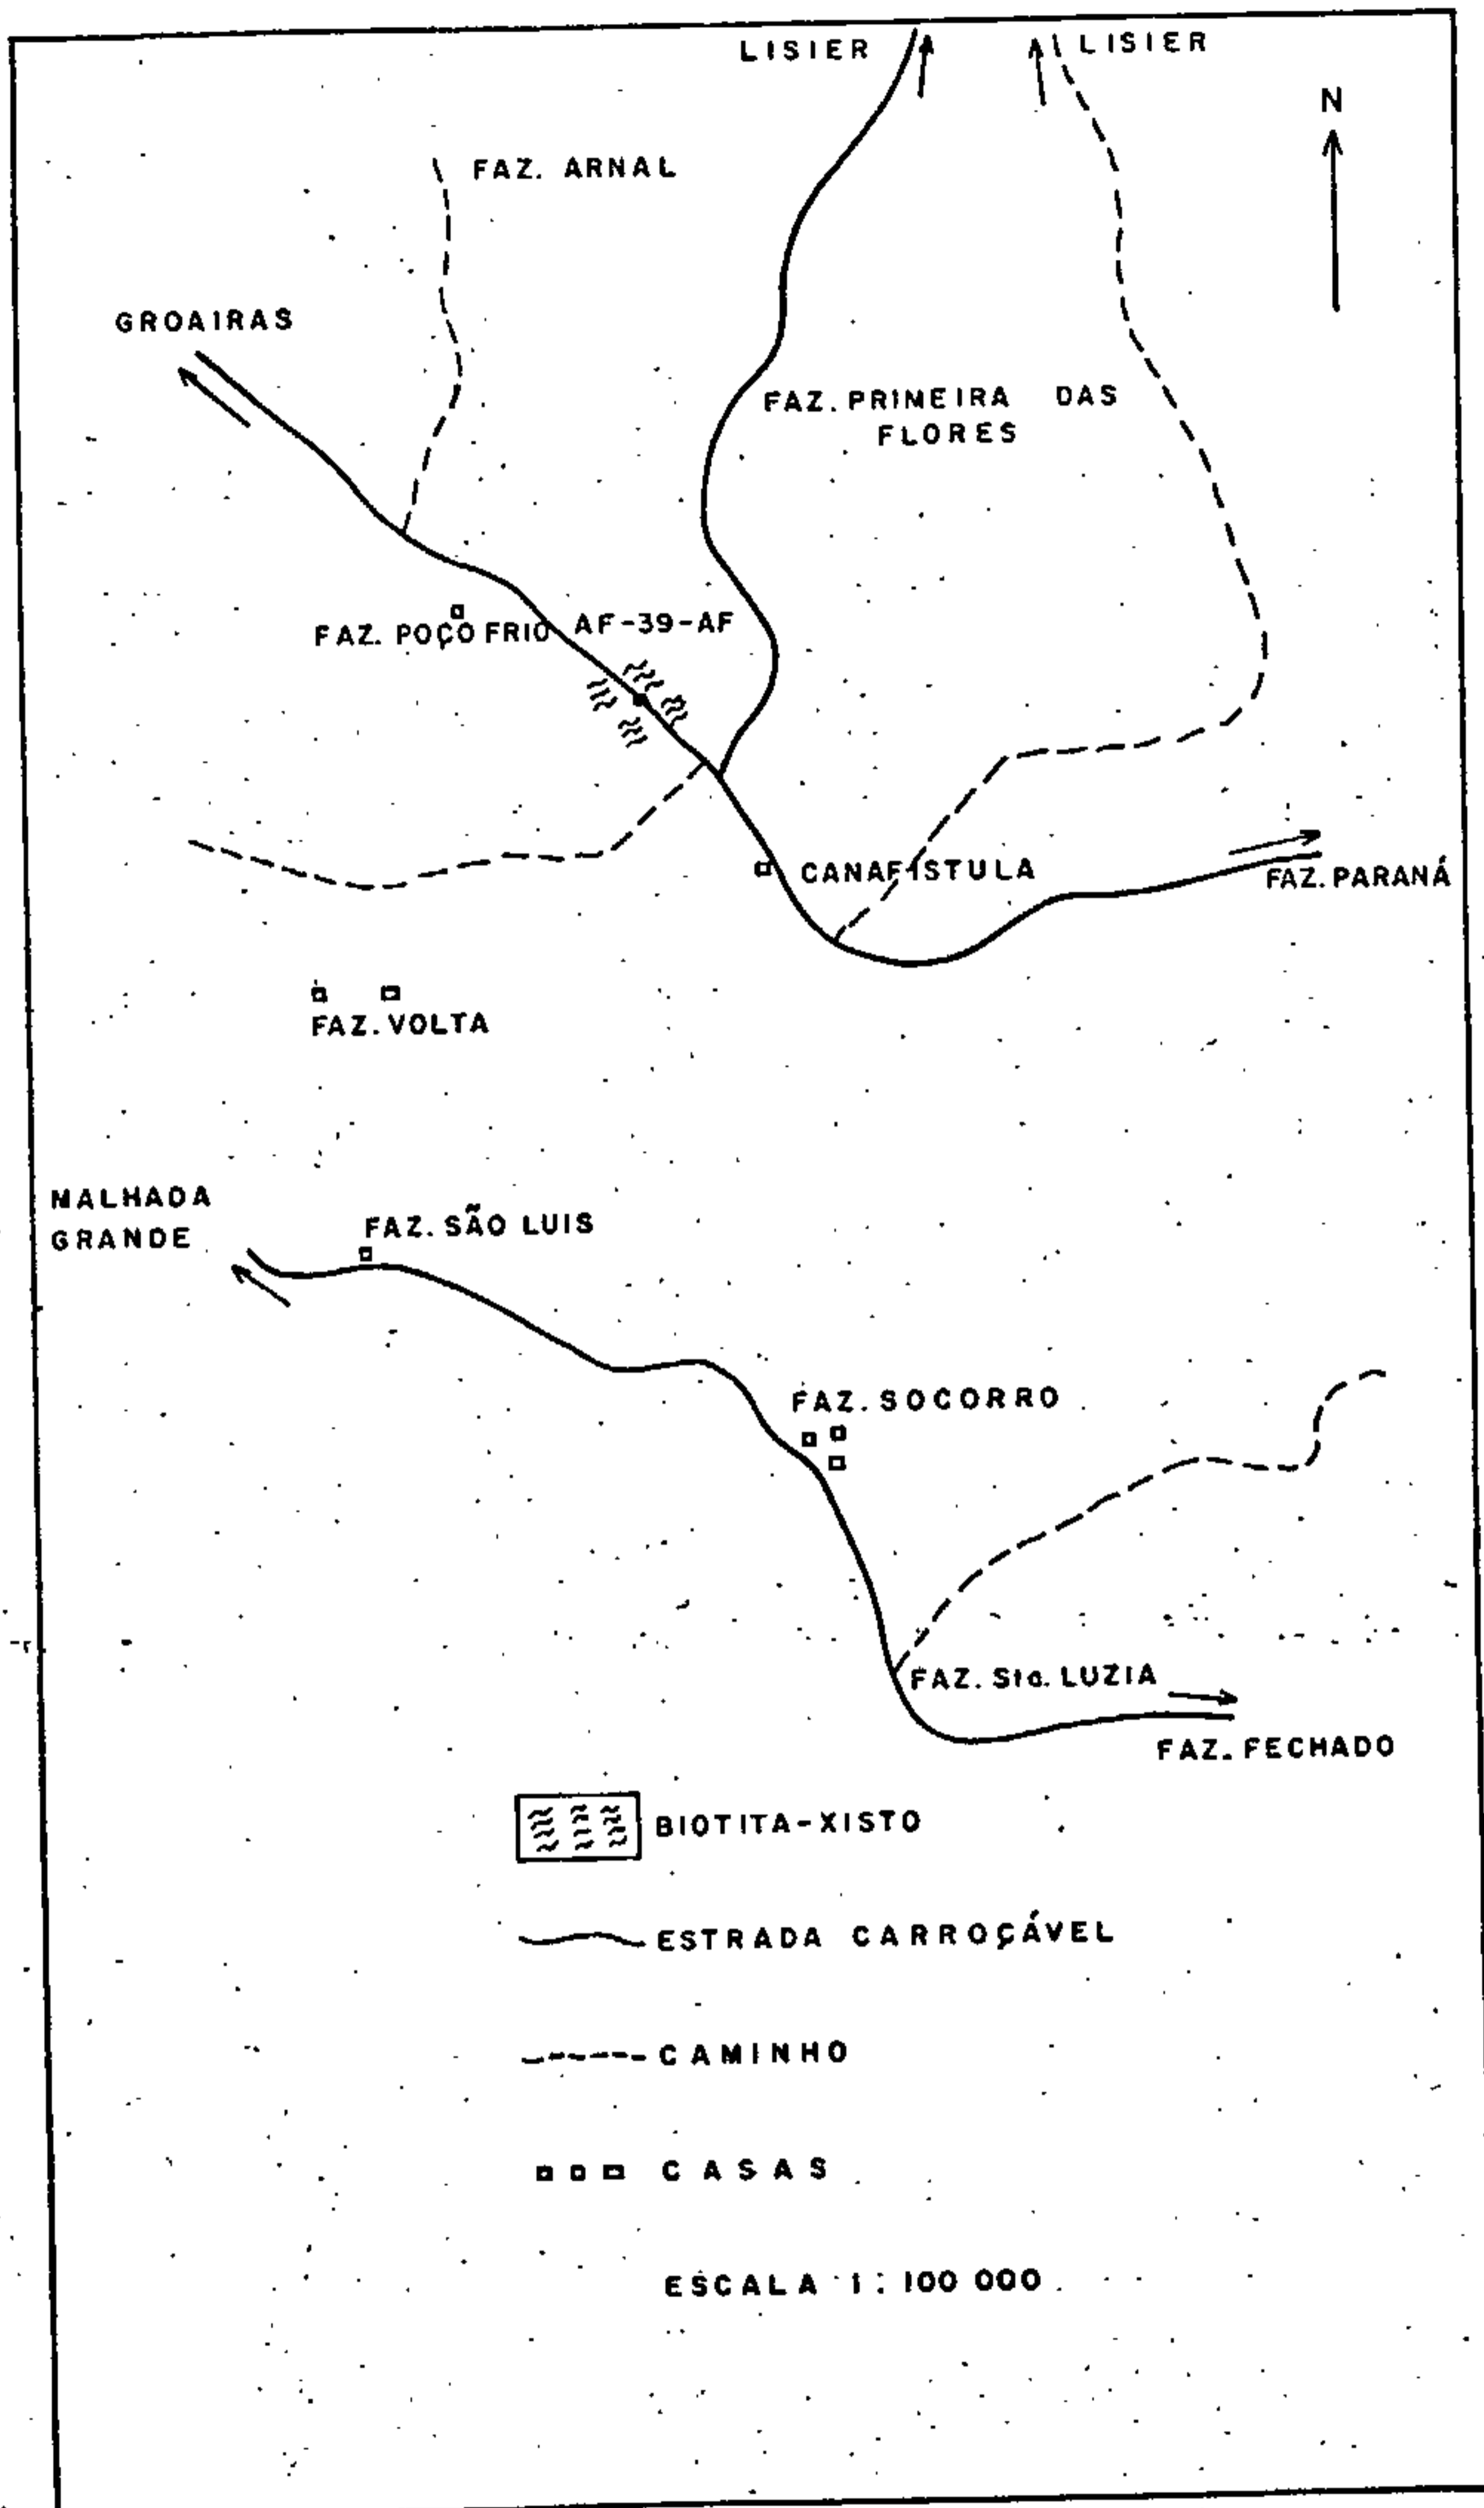 LISIER
LISIER
N
FAZ. ARNAL
GROAIRAS
FAZ. PRIMEIRA DAS
FLORES
FAZ. POÇO FRIO
AF-39-AF
CANAFÍSTULA
FAZ. PARANÁ
FAZ. VOLTA
MALHADA
GRANDE
FAZ. SÃO LUIS
FAZ. SOCORRO
FAZ. Sta. LUZIA
FAZ. FECHADO
BIOTITA-XISTO
ESTRADA CARROÇÁVEL
CAMINHO
CASAS
ESCALA 1 : 100 000